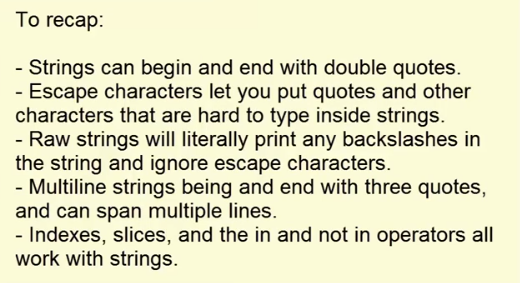 To recap:
- Strings can begin and end with double quotes.
- Escape characters let you put quotes and other
characters that are hard to type inside strings.
- Raw strings will literally print any backslashes in
the string and ignore escape characters.
- Multiline strings being and end with three quotes,
and can span multiple lines.
- Indexes, slices, and the in and not in operators all
work with strings.